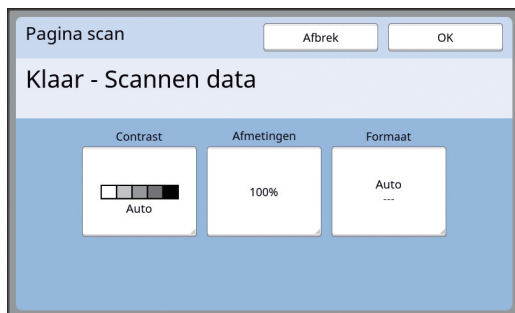 Pagina scan
Afbrek
OK
Klaar - Scannen data
Contrast
Afmetingen
Formaat
Auto
100%
Auto
---